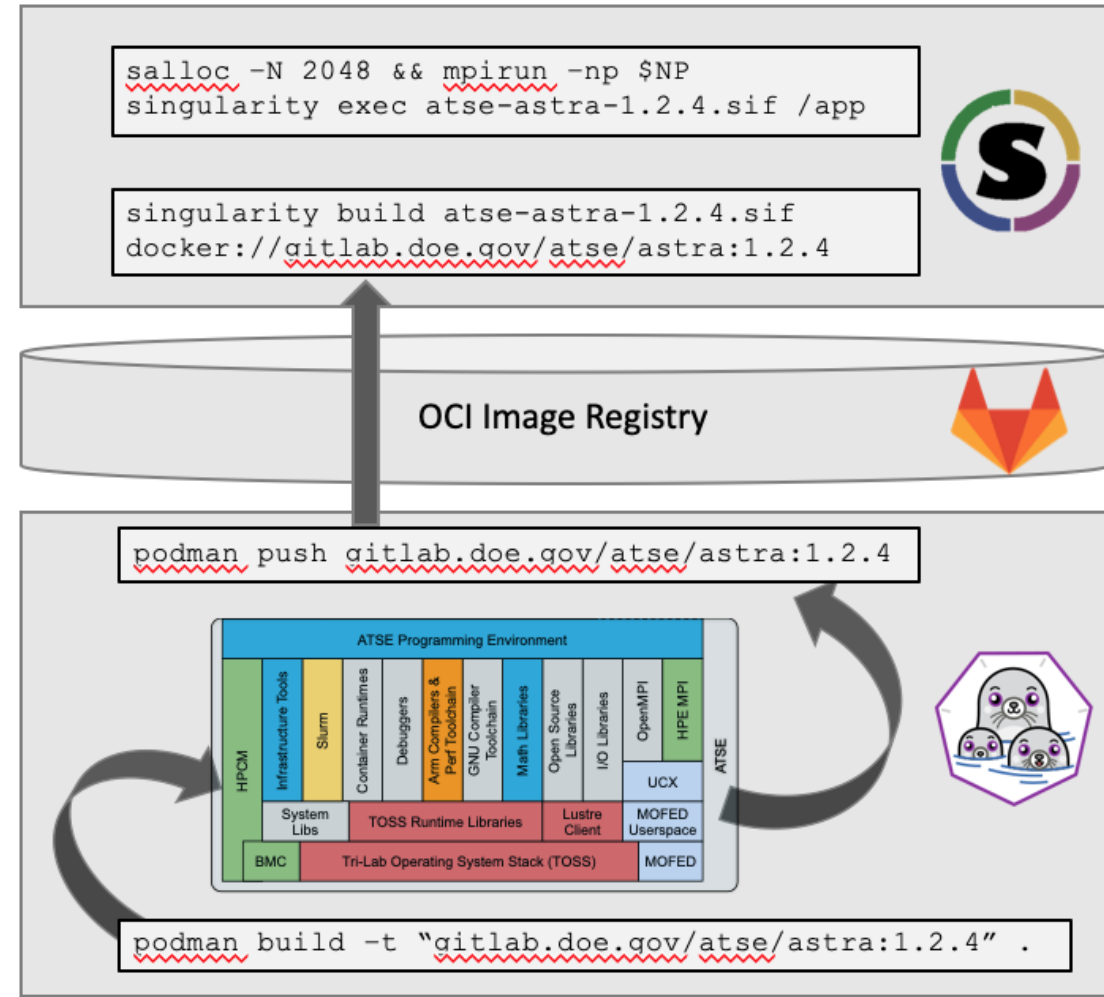 salloc –N 2048 && mpirun –np $NP
singularity exec atse-astra-1.2.4.sif /app
S
singularity build atse-astra-1.2.4.sif
docker://gitlab.doe.gov/atse/astra:1.2.4
OCI Image Registry
podman push gitlab.doe.gov/atse/astra:1.2.4
ATSE Programming Environment
HPCM
Infrastructure Tools
Slurm
Container Runtimes
Debuggers
Arm Compilers &
Perf Toolchain
GNU Compiler
Toolchain
Math Libraries
Open Source
Libraries
I/O Libraries
OpenMPI
HPE MPI
ATSE
UCX
System
Libs
TOSS Runtime Libraries
Lustre
Client
MOFED
Userspace
BMC
Tri-Lab Operating System Stack (TOSS)
MOFED
podman build –t “gitlab.doe.gov/atse/astra:1.2.4” .